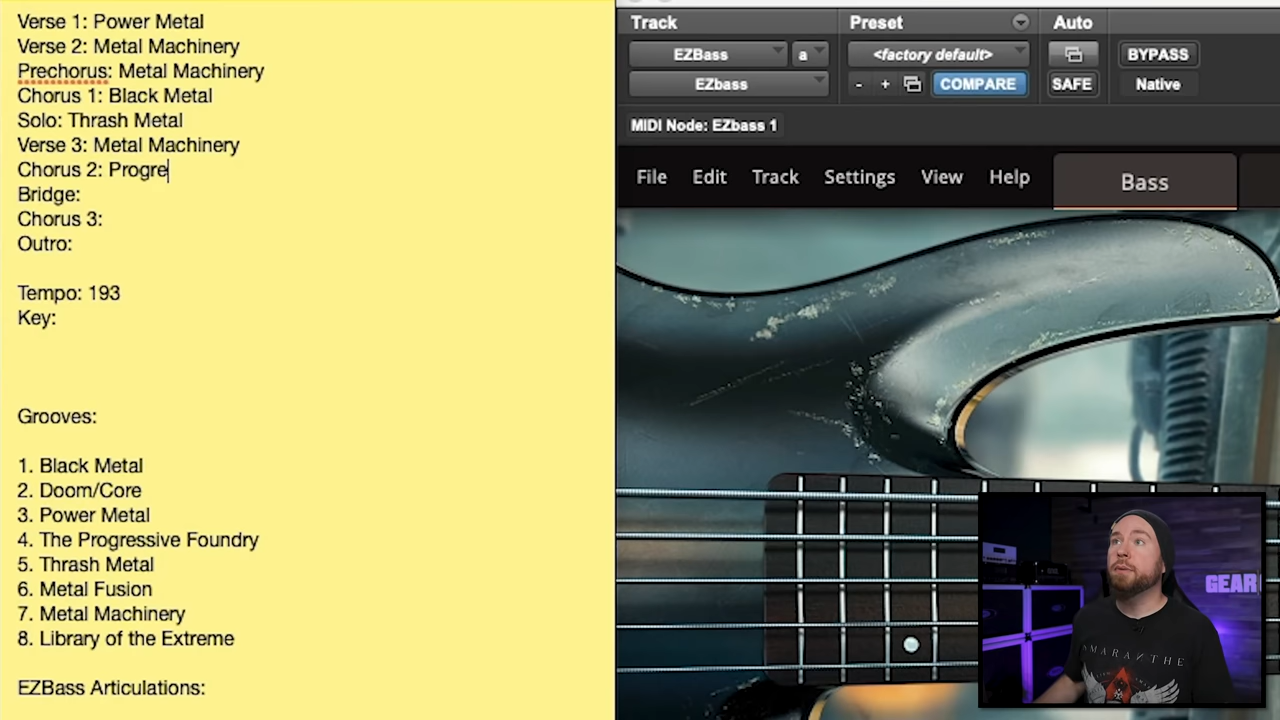 Verse 1: Power Metal
Verse 2: Metal Machinery
Prechorus: Metal Machinery
Chorus 1: Black Metal
Solo: Thrash Metal
Verse 3: Metal Machinery
Chorus 2: Progre
Bridge:
Chorus 3:
Outro:
Tempo: 193
Key:
Grooves:
1. Black Metal
2. Doom/Core
3. Power Metal
4. The Progressive Foundry
5. Thrash Metal
6. Metal Fusion
7. Metal Machinery
8. Library of the Extreme
EZBass Articulations:
Track Preset Auto
EZBass a <factory default> BYPASS
EZbass - + COMPARE SAFE Native
MIDI Node: EZbass 1
File Edit Track Settings View Help Bass
GEAR
AMARANTHE